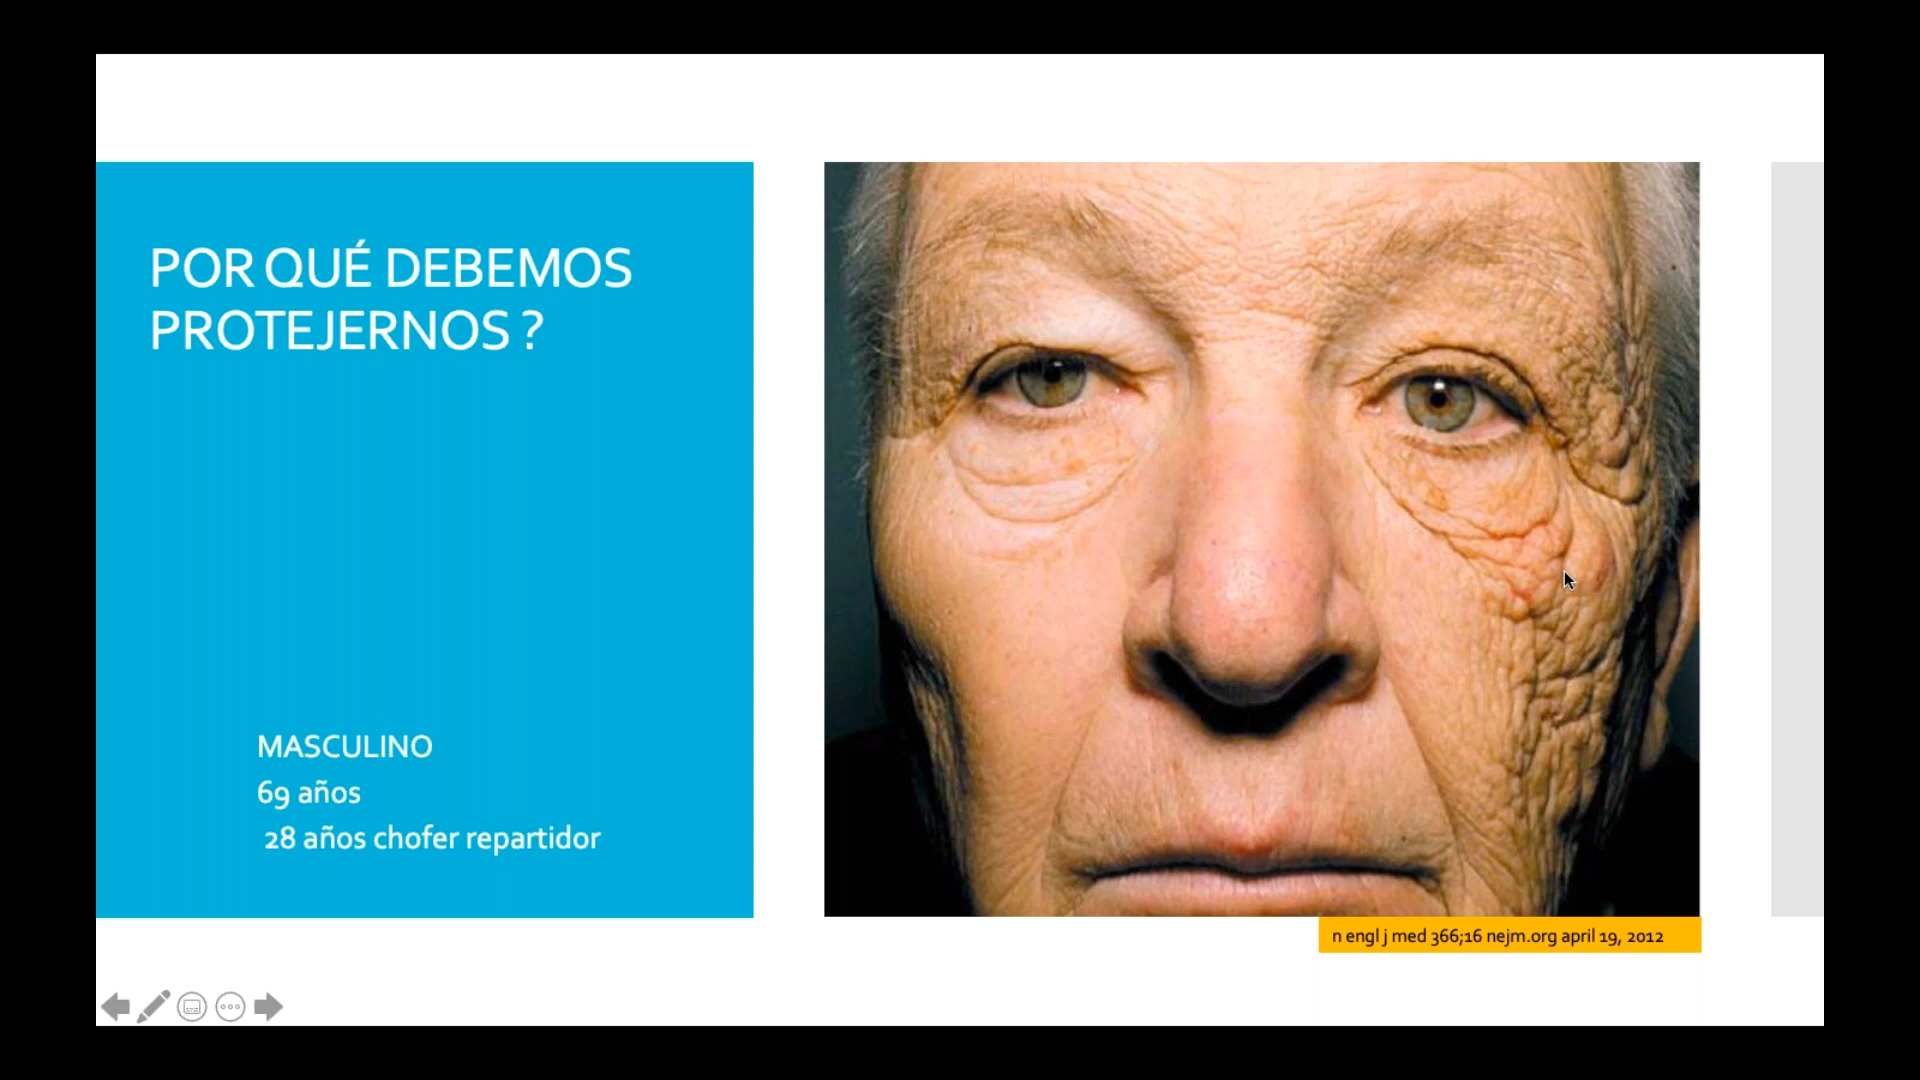 POR QUÉ DEBEMOS
PROTEJERNOS ?
MASCULINO
69 años
28 años chofer repartidor
n engl j med 366;16 nejm.org april 19, 2012